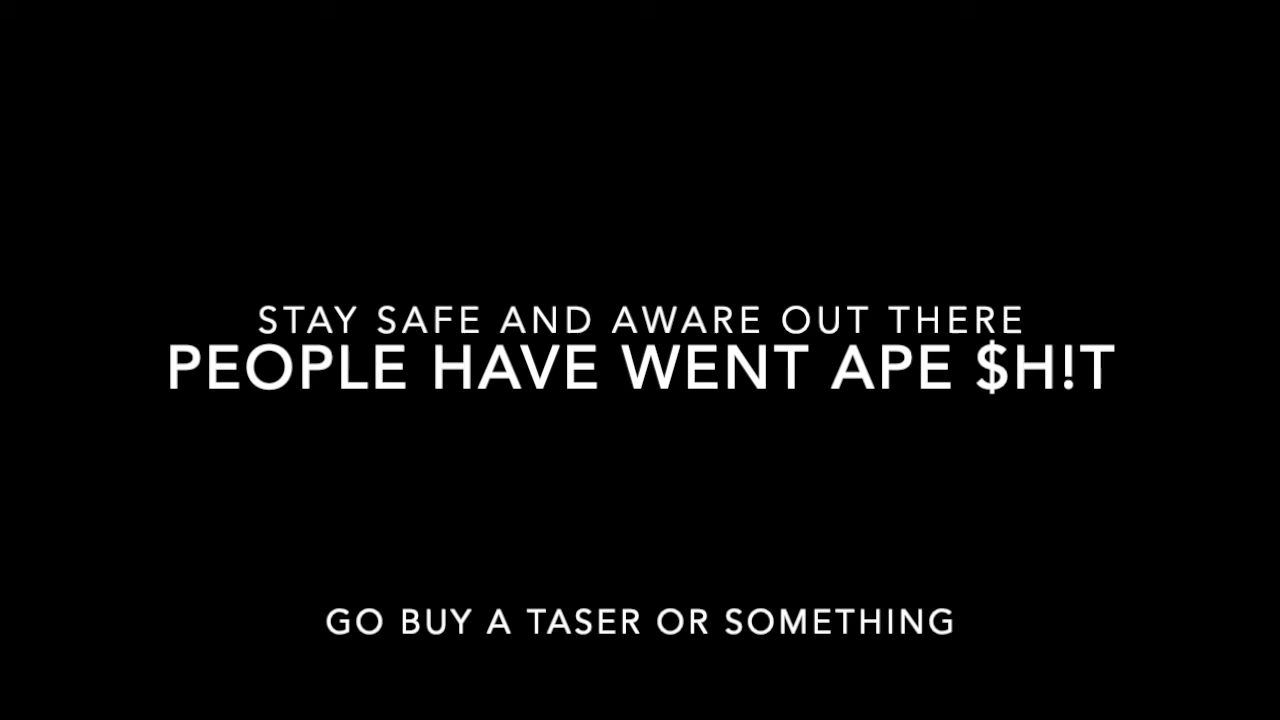 STAY SAFE AND AWARE OUT THERE
PEOPLE HAVE WENT APE $H!T
GO BUY A TASER OR SOMETHING